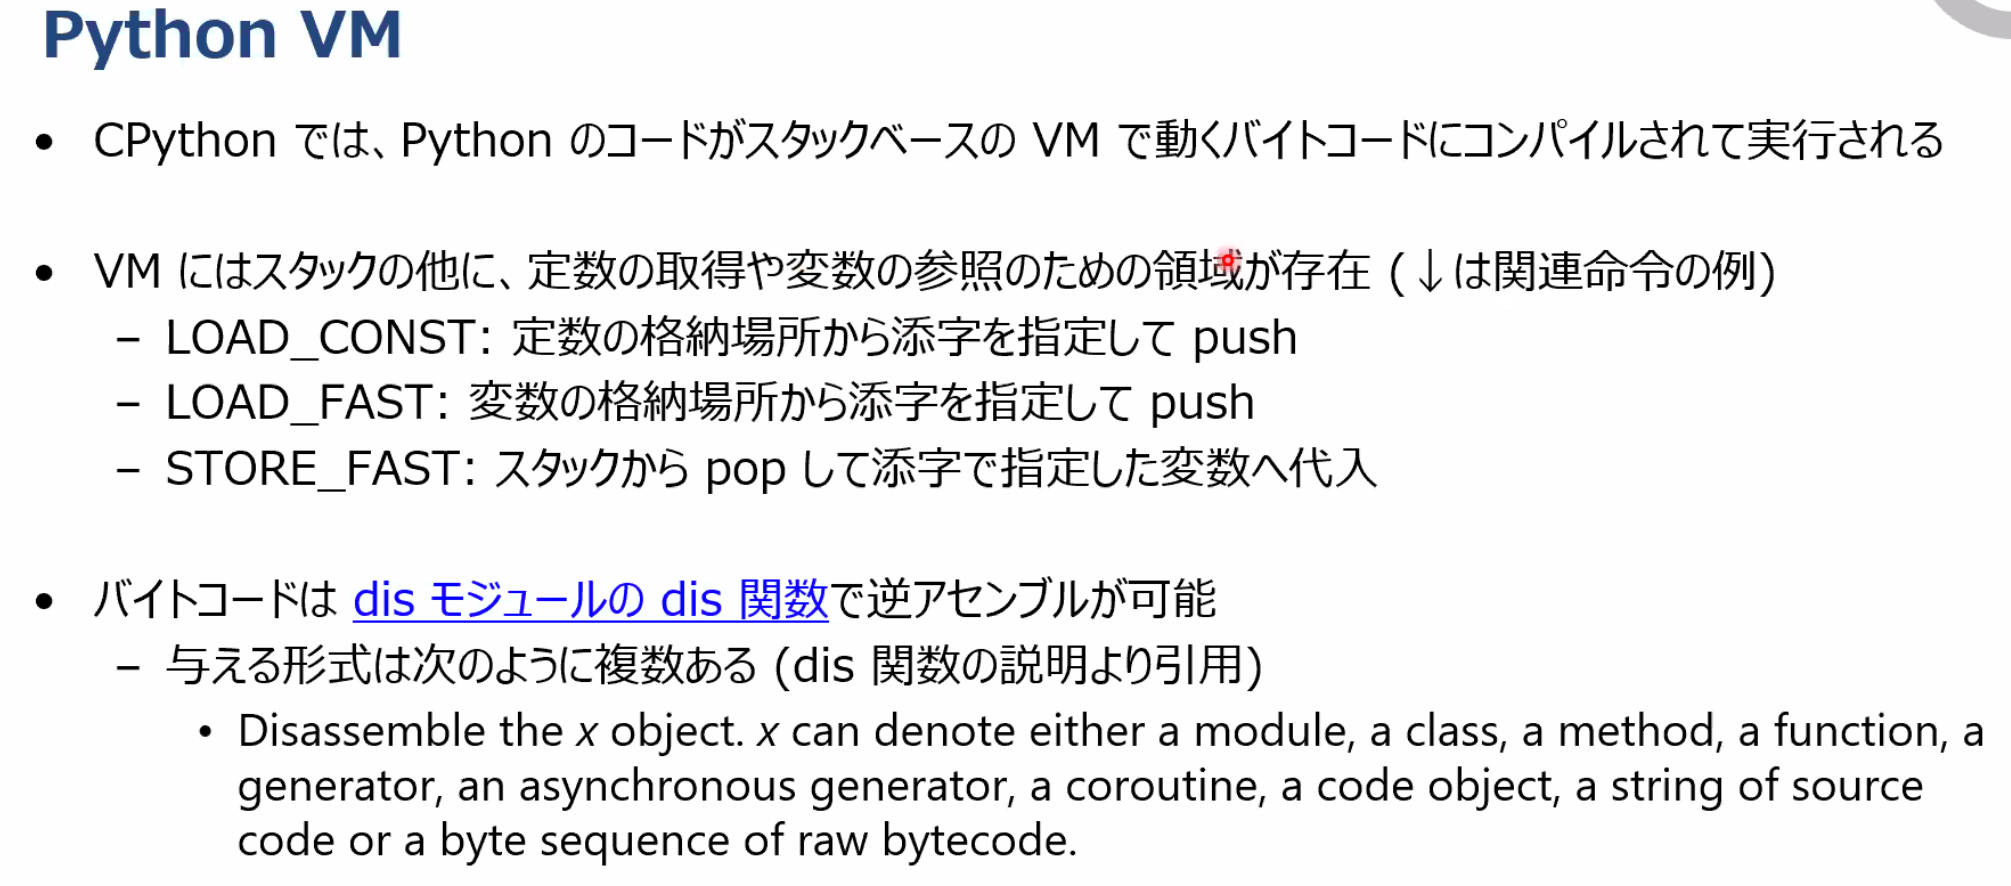 Python VM
• CPython では、Python のコードがスタックベースの VM で動くバイトコードにコンパイルされて実行される
• VM にはスタックの他に、定数の取得や変数の参照のための領域が存在 (↓は関連命令の例)
– LOAD_CONST: 定数の格納場所から添字を指定して push
– LOAD_FAST: 変数の格納場所から添字を指定して push
– STORE_FAST: スタックから pop して添字で指定した変数へ代入
• バイトコードは dis モジュールの dis 関数で逆アセンブルが可能
– 与える形式は次のように複数ある (dis 関数の説明より引用)
• Disassemble the x object. x can denote either a module, a class, a method, a function, a
generator, an asynchronous generator, a coroutine, a code object, a string of source
code or a byte sequence of raw bytecode.